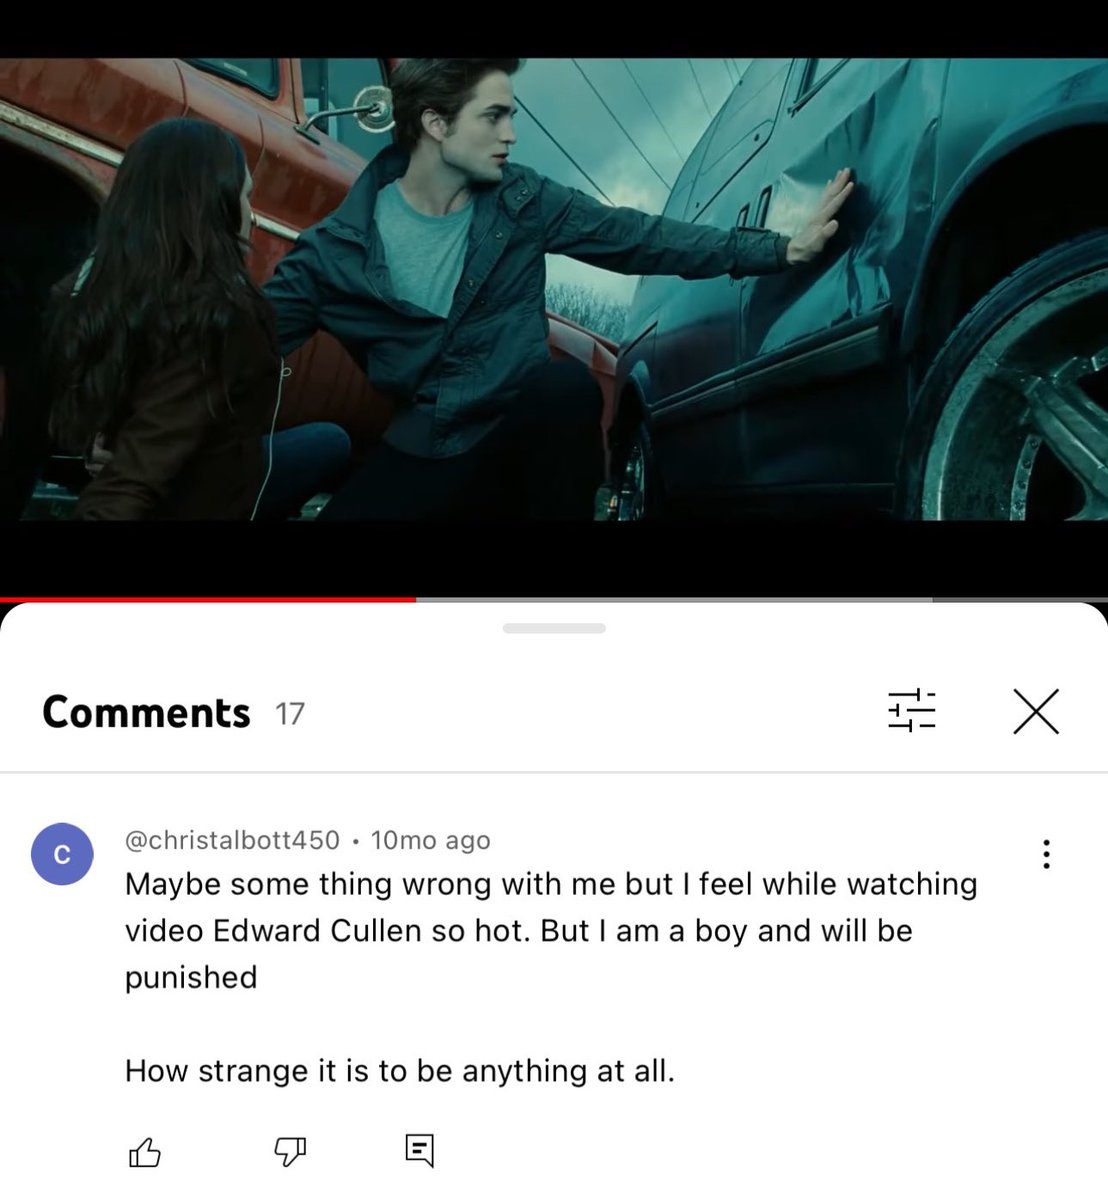 Comments 17
C
@christalbott450 • 10mo ago
Maybe some thing wrong with me but I feel while watching
video Edward Cullen so hot. But I am a boy and will be
punished
How strange it is to be anything at all.